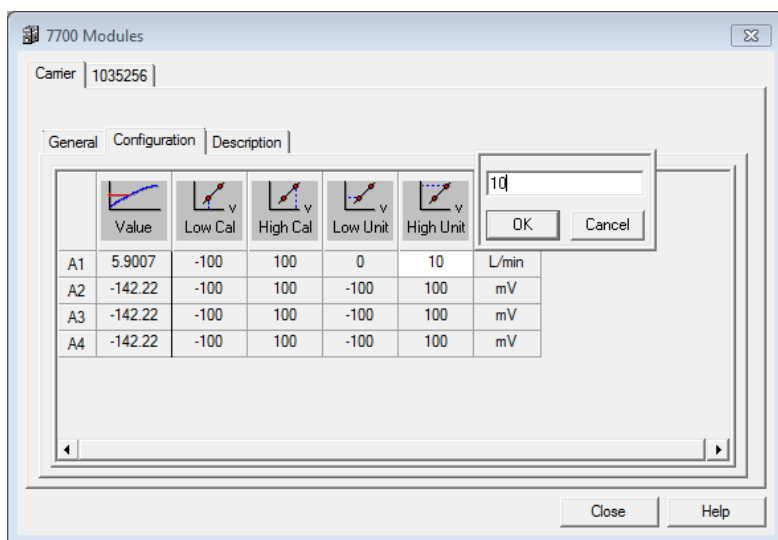 7700 Modules
Carrier 1035256
General Configuration Description
10
OK Cancel
Value Low Cal High Cal Low Unit High Unit
A1 5.9007 -100 100 0 10 L/min
A2 -142.22 -100 100 -100 100 mV
A3 -142.22 -100 100 -100 100 mV
A4 -142.22 -100 100 -100 100 mV
Close Help